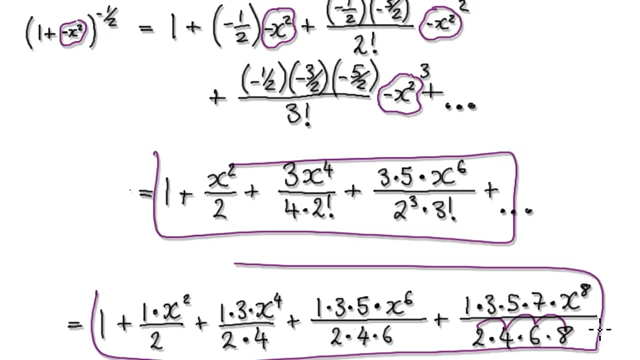 (1+(-x²))^(-1/2) = 1 + (-1/2)(-x²) + (-1/2)(-3/2)/2! (-x²)²
+ (-1/2)(-3/2)(-5/2)/3! (-x²)³ + ...
= 1 + x²/2 + 3x⁴/4·2! + 3·5·x⁶/2³·3! + ...
= 1 + 1·x²/2 + 1·3·x⁴/2·4 + 1·3·5·x⁶/2·4·6 + 1·3·5·7·x⁸/2·4·6·8